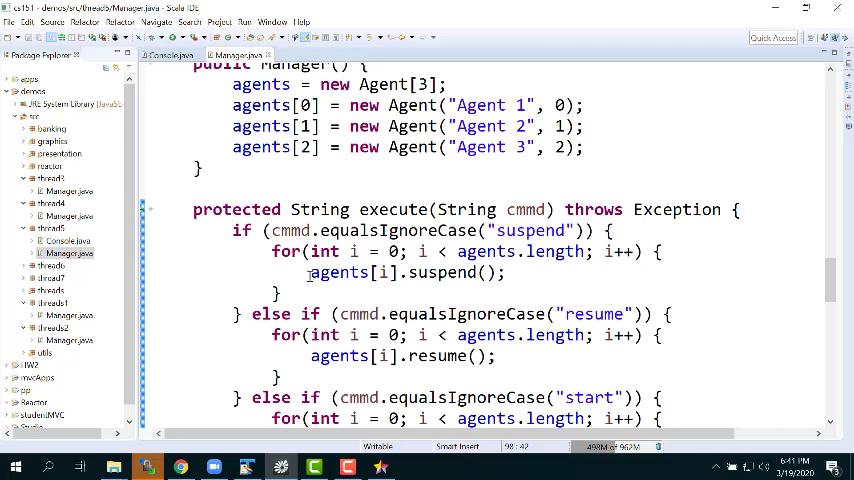 cs151 - demos/src/thread5/Manager.java - Scala IDE
File Edit Source Refactor Refactor Navigate Search Project Run Window Help
Quick Access
Package Explorer
Console.java Manager.java
apps
demos
JRE System Library [JavaSE-
src
banking
graphics
presentation
reactor
thread3
Manager.java
thread4
Manager.java
thread5
Console.java
Manager.java
thread6
thread7
threads
threads1
Manager.java
threads2
Manager.java
utils
HW2
mvcApps
pp
Reactor
studentMVC
Studio
public Manager() {
agents = new Agent[3];
agents[0] = new Agent("Agent 1", 0);
agents[1] = new Agent("Agent 2", 1);
agents[2] = new Agent("Agent 3", 2);
}
protected String execute(String cmmd) throws Exception {
if (cmmd.equalsIgnoreCase("suspend")) {
for(int i = 0; i < agents.length; i++) {
agents[i].suspend();
}
} else if (cmmd.equalsIgnoreCase("resume")) {
for(int i = 0; i < agents.length; i++) {
agents[i].resume();
}
} else if (cmmd.equalsIgnoreCase("start")) {
for(int i = 0; i < agents.length; i++) {
Writable Smart Insert 98 : 42 498M of 962M
6:41 PM
3/19/2020
3